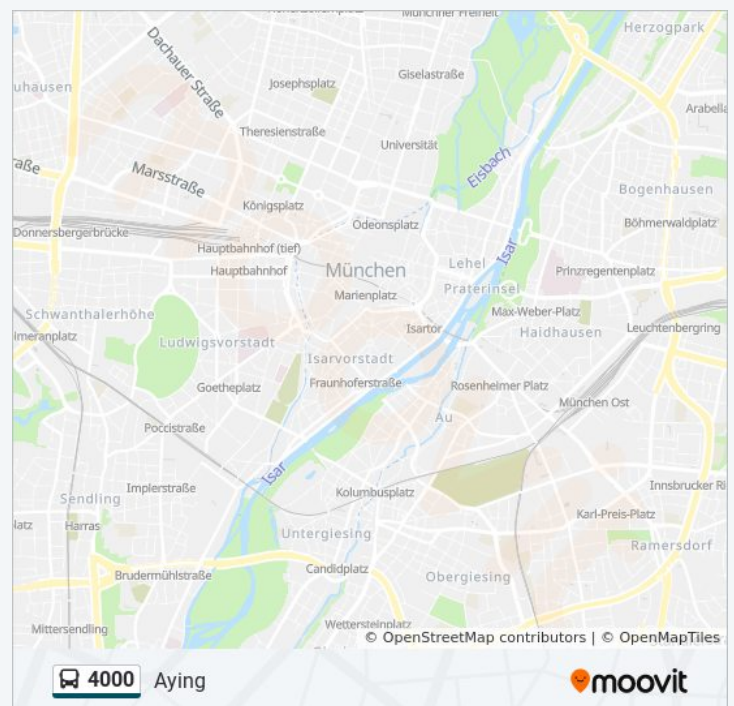 Münchner Freiheit
Herzogpark
Dachauer Straße
Giselastraße
Josephsplatz
uhausen
Arabella
Theresienstraße
Universität
Eisbach
aße
Marsstraße
Bogenhausen
Königsplatz
Odeonsplatz
Böhmerwaldplatz
Donnersbergerbrücke
Hauptbahnhof (tief)
Isar
Lehel
Hauptbahnhof
München
Prinzregentenplatz
Praterinsel
Marienplatz
Schwanthalerhöhe
Max-Weber-Platz
Isartor
Haidhausen
Leuchtenbergring
imeranplatz
Ludwigsvorstadt
Isarvorstadt
Goetheplatz
Fraunhoferstraße
Rosenheimer Platz
München Ost
Au
Poccistraße
Isar
Implerstraße
Kolumbusplatz
Innsbrucker Ri
Sendling
Karl-Preis-Platz
latz
Harras
Untergiesing
Ramersdorf
Candidplatz
Brudermühlstraße
Obergiesing
Mittersendling
Wettersteinplatz
© OpenStreetMap contributors | © OpenMapTiles
4000 Aying
moovit